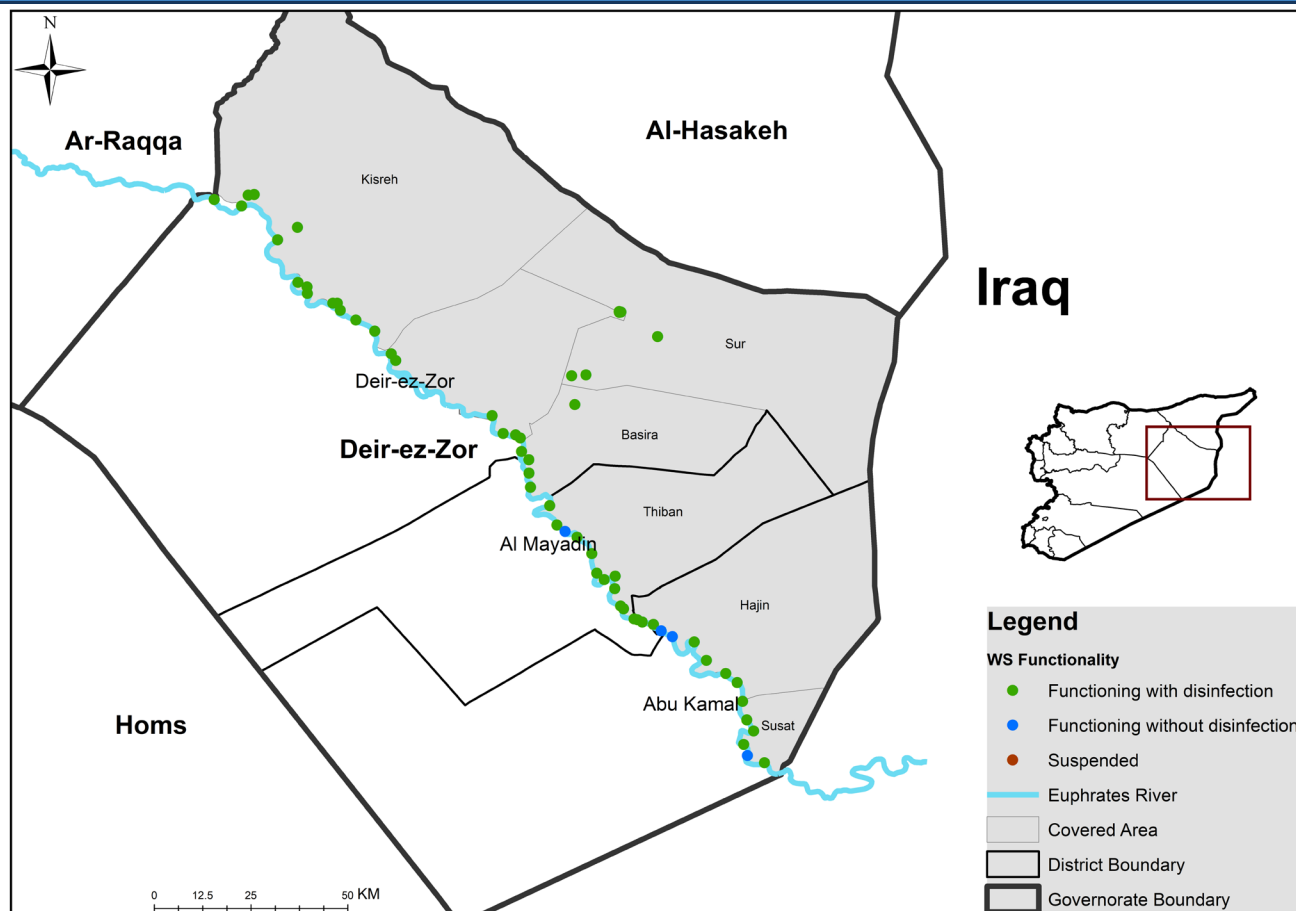 N
Ar-Raqqa
Al-Hasakeh
Kisreh
Iraq
Sur
Deir-ez-Zor
Deir-ez-Zor
Basira
Thiban
Al Mayadin
Hajin
Abu Kamal
Susat
Homs
Legend
WS Functionality
Functioning with disinfection
Functioning without disinfection
Suspended
Euphrates River
Covered Area
District Boundary
Governorate Boundary
0 12.5 25 50 KM